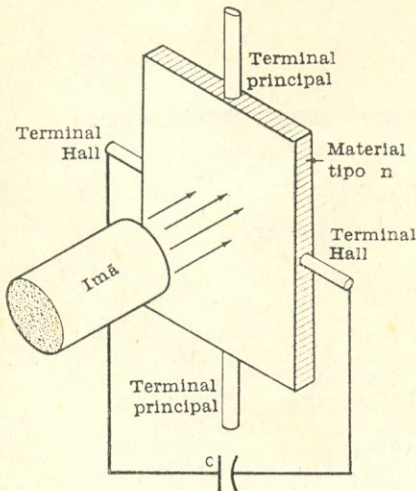 Terminal
principal
Terminal
Hall
Material
tipo n
Terminal
Hall
Imã
Terminal
principal
C